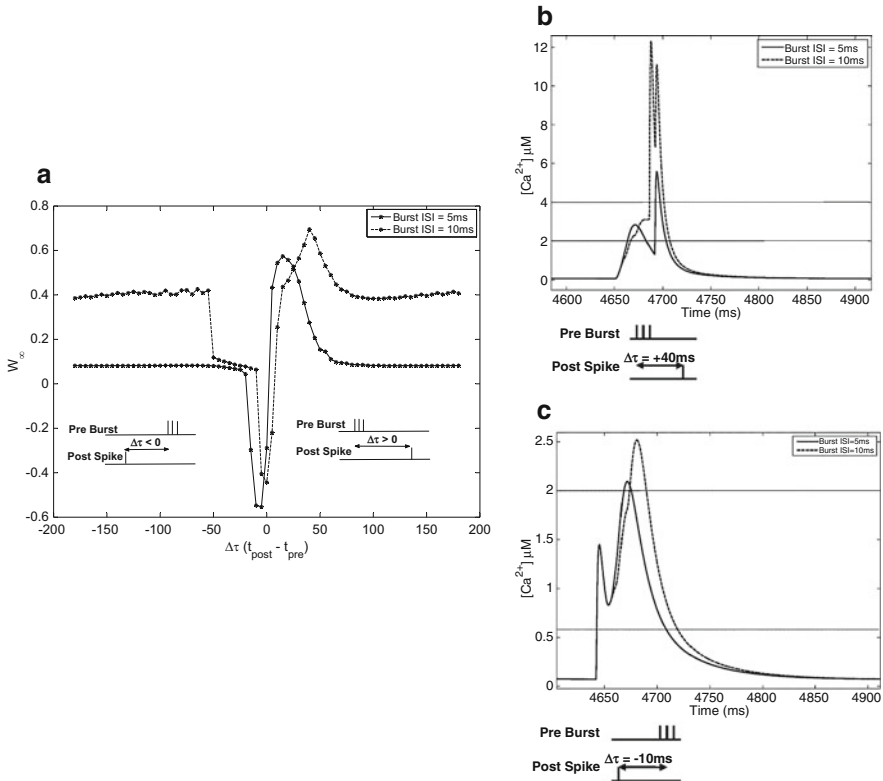 a
Burst ISI = 5ms
Burst ISI = 10ms
W∞
0.8
0.6
0.4
0.2
0
-0.2
-0.4
-0.6
Pre Burst
Δτ < 0
Post Spike
Pre Burst
Δτ > 0
Post Spike
-200 -150 -100 -50 0 50 100 150 200
Δτ (tpost - tpre)
b
Burst ISI = 5ms
Burst ISI = 10ms
[Ca2+] μM
12
10
8
6
4
2
0
4600 4650 4700 4750 4800 4850 4900
Time (ms)
Pre Burst
Δτ = +40ms
Post Spike
c
Burst ISI=5ms
Burst ISI=10ms
[Ca2+] μM
2.5
2
1.5
1
0.5
0
4650 4700 4750 4800 4850 4900
Time (ms)
Pre Burst
Δτ = -10ms
Post Spike